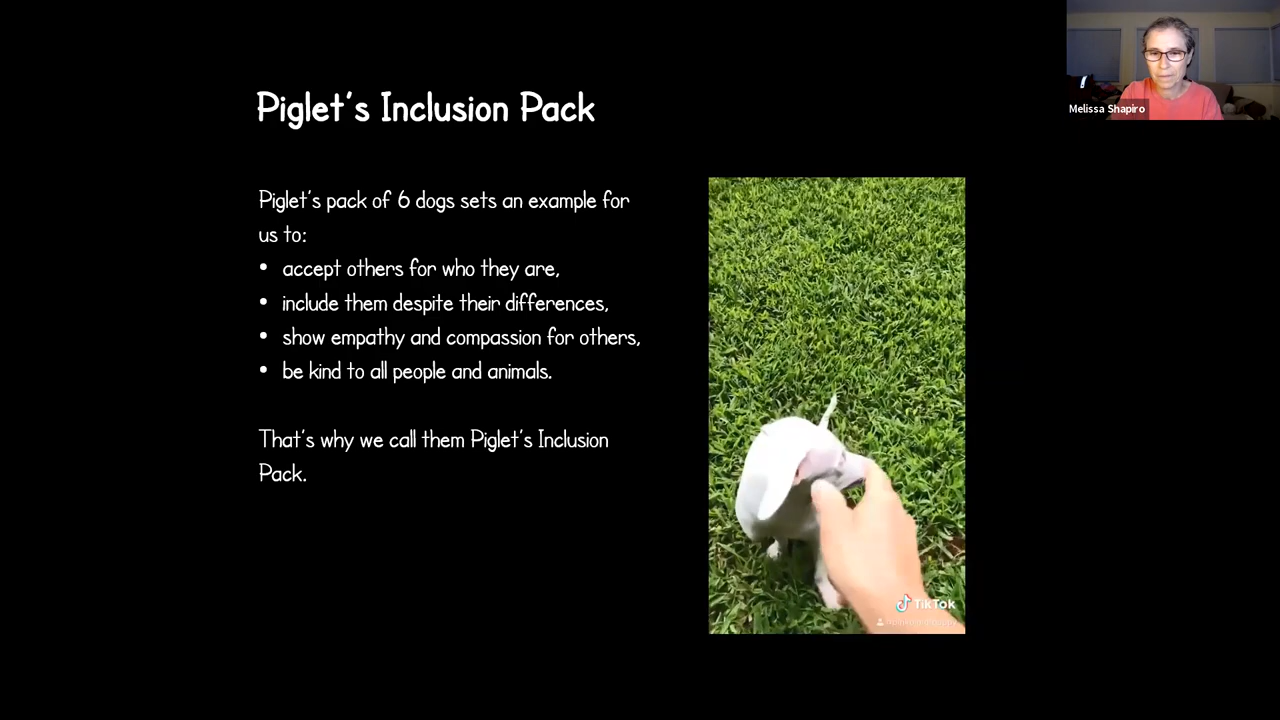 Piglet's Inclusion Pack
Melissa Shapiro
Piglet's pack of 6 dogs sets an example for
us to:
• accept others for who they are,
• include them despite their differences,
• show empathy and compassion for others,
• be kind to all people and animals.
That's why we call them Piglet's Inclusion
Pack.
TikTok